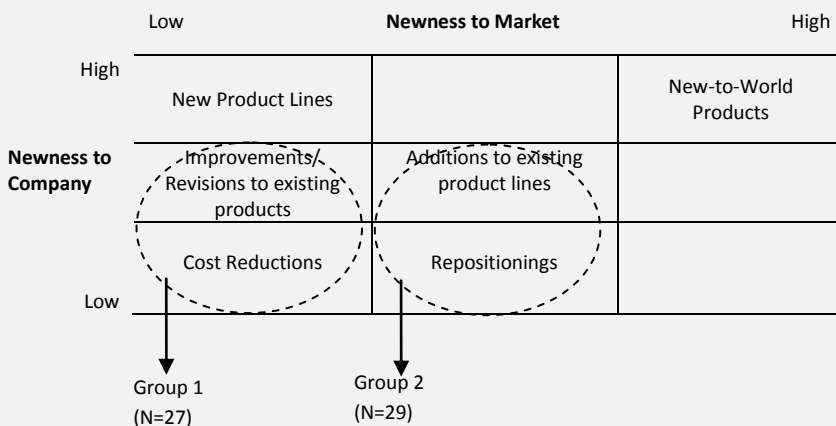 Low Newness to Market High
High
New Product Lines
New-to-World
Products
Newness to
Company
Improvements/
Revisions to existing
products
Additions to existing
product lines
Cost Reductions
Repositionings
Low
Group 1
(N=27)
Group 2
(N=29)